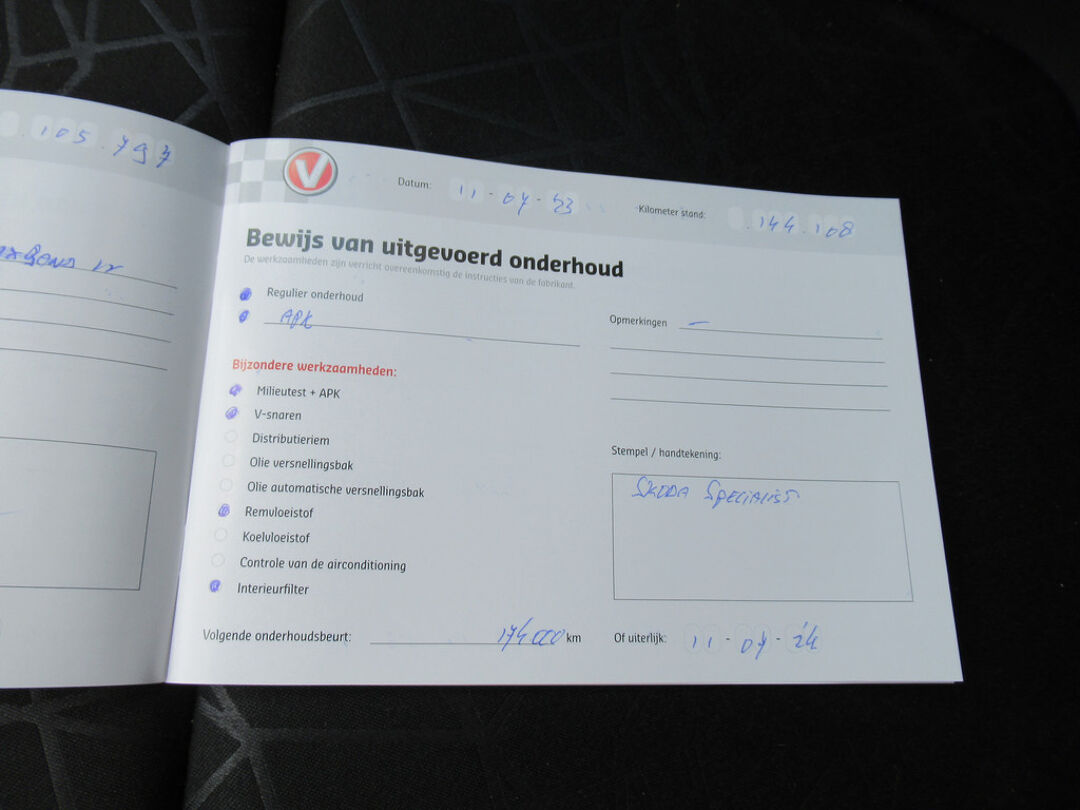 .105.797
V
Datum: 11-07-23
Kilometer stand: .144.108
Bewijs van uitgevoerd onderhoud
De werkzaamheden zijn verricht overeenkomstig de instructies van de fabrikant.
Regulier onderhoud
APK
Opmerkingen —
Bijzondere werkzaamheden:
Milieutest + APK
V-snaren
Distributieriem
Olie versnellingsbak
Olie automatische versnellingsbak
Remvloeistof
Koelvloeistof
Controle van de airconditioning
Interieurfilter
Stempel / handtekening:
SKODA SPECIALIST
Volgende onderhoudsbeurt: 174.000 km
Of uiterlijk: 11-07-24